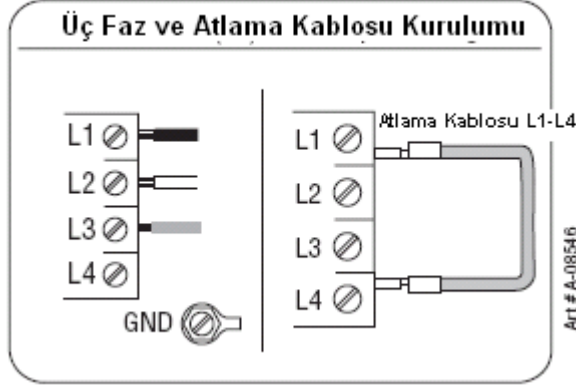 Üç Faz ve Atlama Kablosu Kurulumu
L1
L2
L3
L4
GND
Atlama Kablosu L1-L4
L1
L2
L3
L4
Art # A-08546